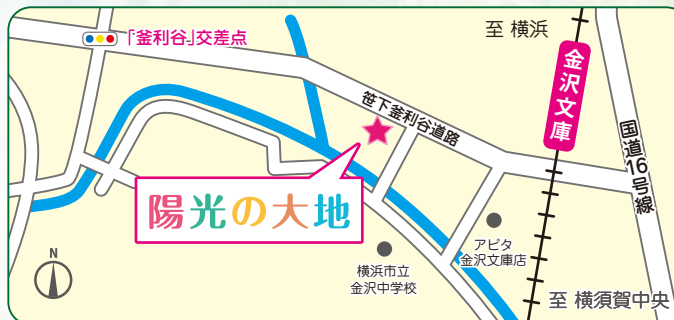 「釜利谷」交差点
至 横浜
金沢文庫
笹下釜利谷道路
国道16号線
陽光の大地
アピタ
金沢文庫店
横浜市立
金沢中学校
N
至 横須賀中央